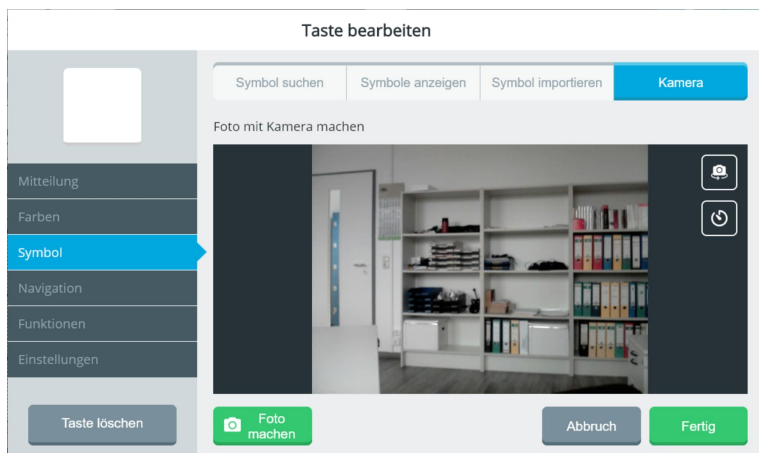 Taste bearbeiten
Symbol suchen
Symbole anzeigen
Symbol importieren
Kamera
Foto mit Kamera machen
Mitteilung
Farben
Symbol
Navigation
Funktionen
Einstellungen
Taste löschen
Foto
machen
Abbruch
Fertig